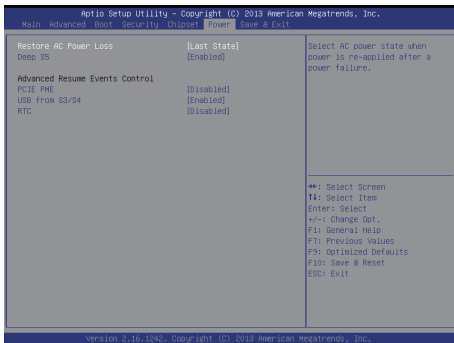 Aptio Setup Utility – Copyright (C) 2013 American Megatrends, Inc.
Main Advanced Boot Security Chipset Power Save & Exit
Restore AC Power Loss [Last State]
Deep S5 [Enabled]
Advanced Resume Events Control
PCIE PME [Disabled]
USB from S3/S4 [Enabled]
RTC [Disabled]
Select AC power state when
power is re-applied after a
power failure.
→←: Select Screen
↑↓: Select Item
Enter: Select
+/-: Change Opt.
F1: General Help
F7: Previous Values
F9: Optimized Defaults
F10: Save & Reset
ESC: Exit
Version 2.16.1242. Copyright (C) 2013 American Megatrends, Inc.